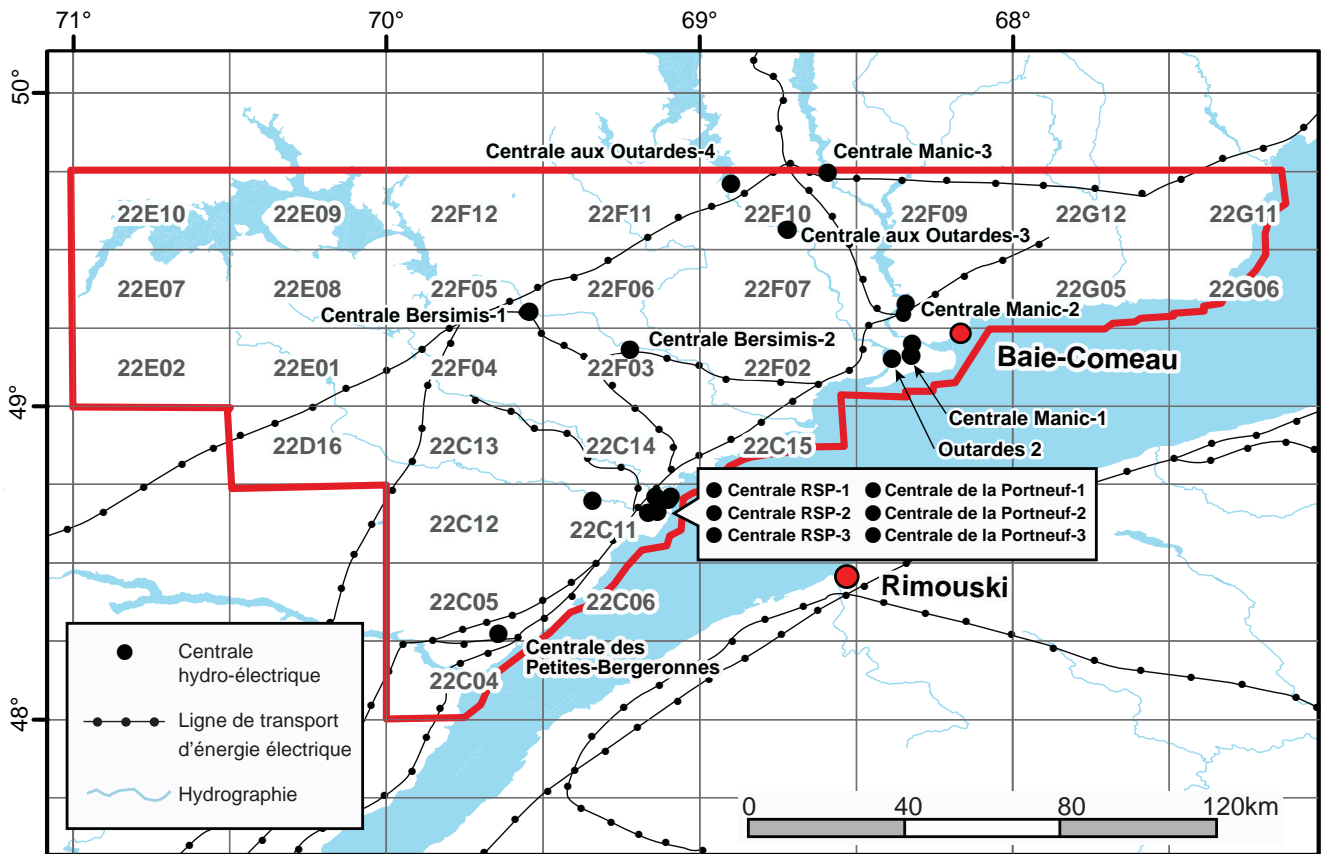 71°
70°
69°
68°
50°
Centrale aux Outardes-4
Centrale Manic-3
22E10
22E09
22F12
22F11
22F10
22F09
22G12
22G11
Centrale aux Outardes-3
22E07
22E08
22F05
22F06
22F07
22G05
22G06
Centrale Bersimis-1
Centrale Manic-2
Centrale Bersimis-2
Baie-Comeau
22E02
22E01
22F04
22F03
22F02
49°
Centrale Manic-1
22D16
22C13
22C14
22C15
Outardes 2
Centrale RSP-1
Centrale de la Portneuf-1
Centrale RSP-2
Centrale de la Portneuf-2
Centrale RSP-3
Centrale de la Portneuf-3
22C12
22C11
Rimouski
22C05
22C06
Centrale des
Petites-Bergeronnes
22C04
48°
Centrale
hydro-électrique
Ligne de transport
d'énergie électrique
Hydrographie
0
40
80
120km